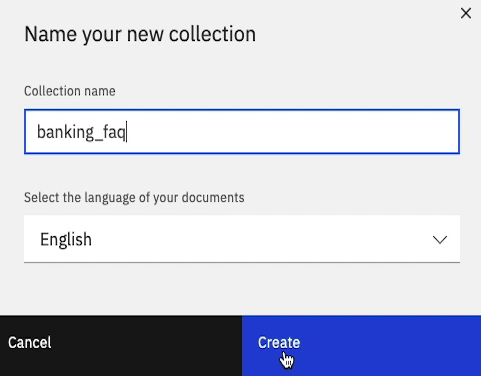 Name your new collection
Collection name
banking_faq
Select the language of your documents
English
Cancel
Create